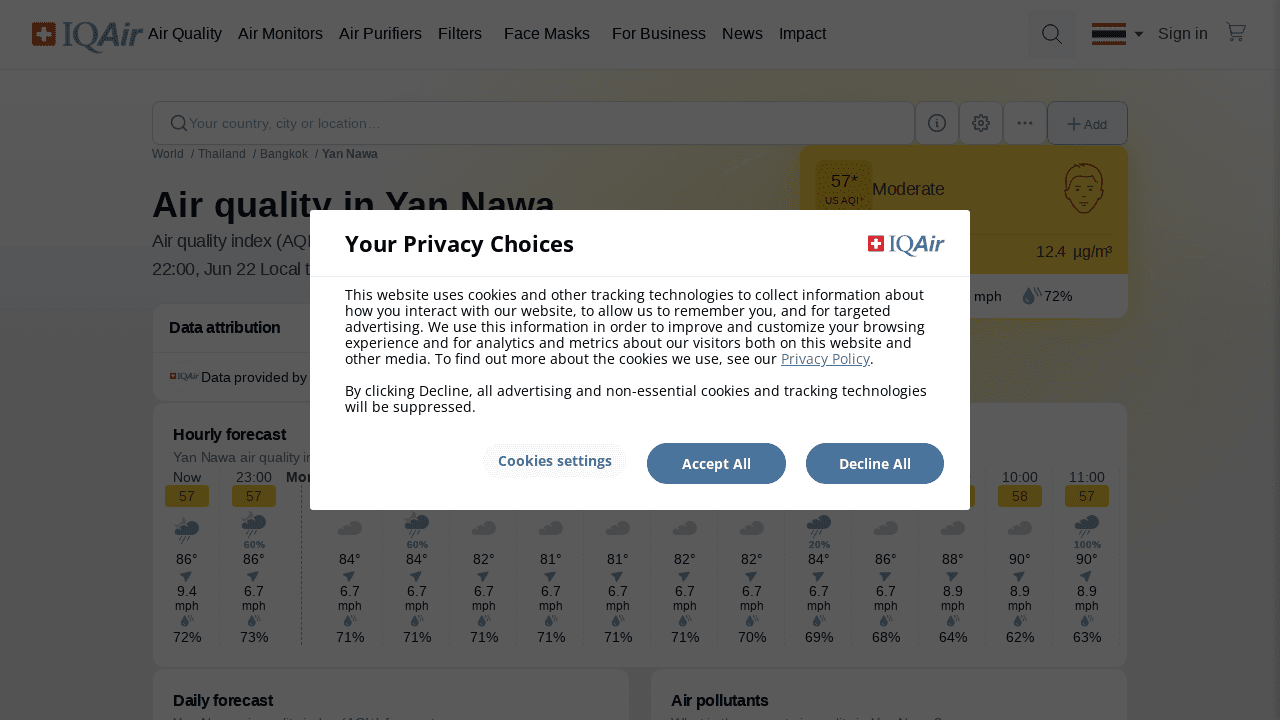 IQAir
Air Quality
Air Monitors
Air Purifiers
Filters
Face Masks
For Business
News
Impact
Sign in
Your country, city or location...
Add
World / Thailand / Bangkok / Yan Nawa
Air quality in Yan Nawa
Air quality index (AQI
22:00, Jun 22 Local t
57*
US AQI⁺
Moderate
12.4 µg/m³
mph
72%
Data attribution
IQAir Data provided by
Your Privacy Choices
IQAir
This website uses cookies and other tracking technologies to collect information about
how you interact with our website, to allow us to remember you, and for targeted
advertising. We use this information in order to improve and customize your browsing
experience and for analytics and metrics about our visitors both on this website and
other media. To find out more about the cookies we use, see our Privacy Policy.
By clicking Decline, all advertising and non-essential cookies and tracking technologies
will be suppressed.
Cookies settings
Accept All
Decline All
Hourly forecast
Yan Nawa air quality in
Now 23:00 Mon 10:00 11:00
57 57 58 57
60% 60% 20% 100%
86° 86° 84° 84° 82° 81° 81° 82° 82° 84° 86° 88° 90° 90°
9.4 6.7 6.7 6.7 6.7 6.7 6.7 6.7 6.7 6.7 6.7 8.9 8.9 8.9
mph mph mph mph mph mph mph mph mph mph mph mph mph mph
72% 73% 71% 71% 71% 71% 71% 71% 70% 69% 68% 64% 62% 63%
Daily forecast
Air pollutants